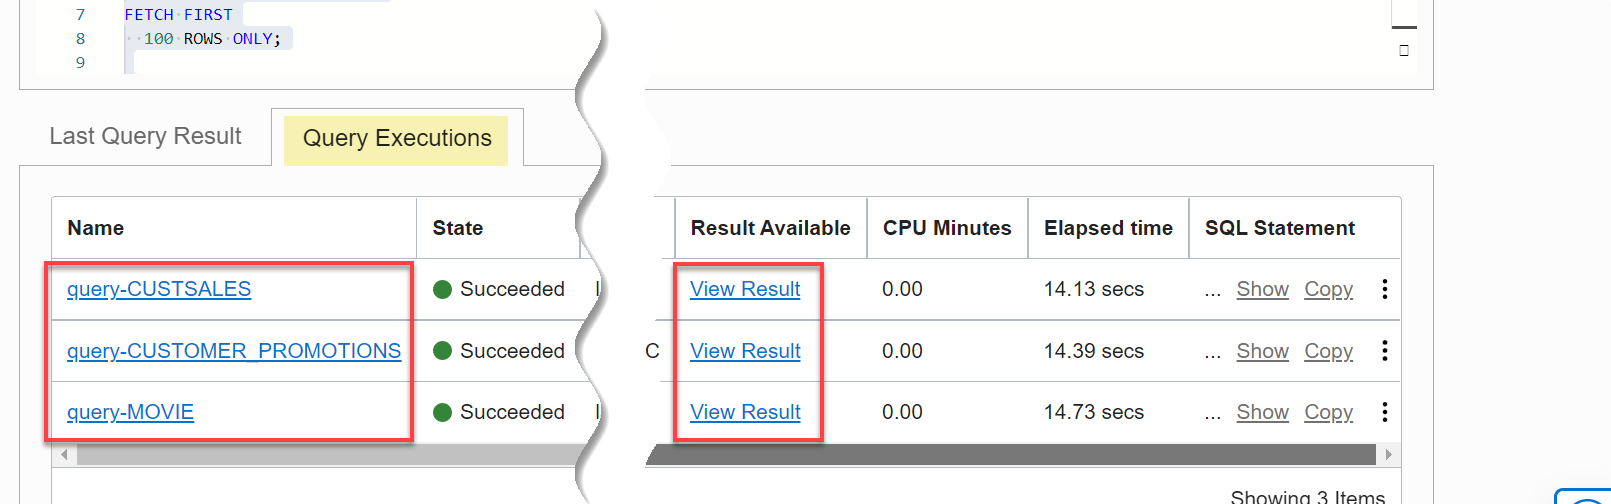 7 FETCH FIRST
8 100 ROWS ONLY;
9
Last Query Result Query Executions
Name State Result Available CPU Minutes Elapsed time SQL Statement
query-CUSTSALES Succeeded View Result 0.00 14.13 secs ... Show Copy
query-CUSTOMER_PROMOTIONS Succeeded C View Result 0.00 14.39 secs ... Show Copy
query-MOVIE Succeeded View Result 0.00 14.73 secs ... Show Copy
Showing 3 Items